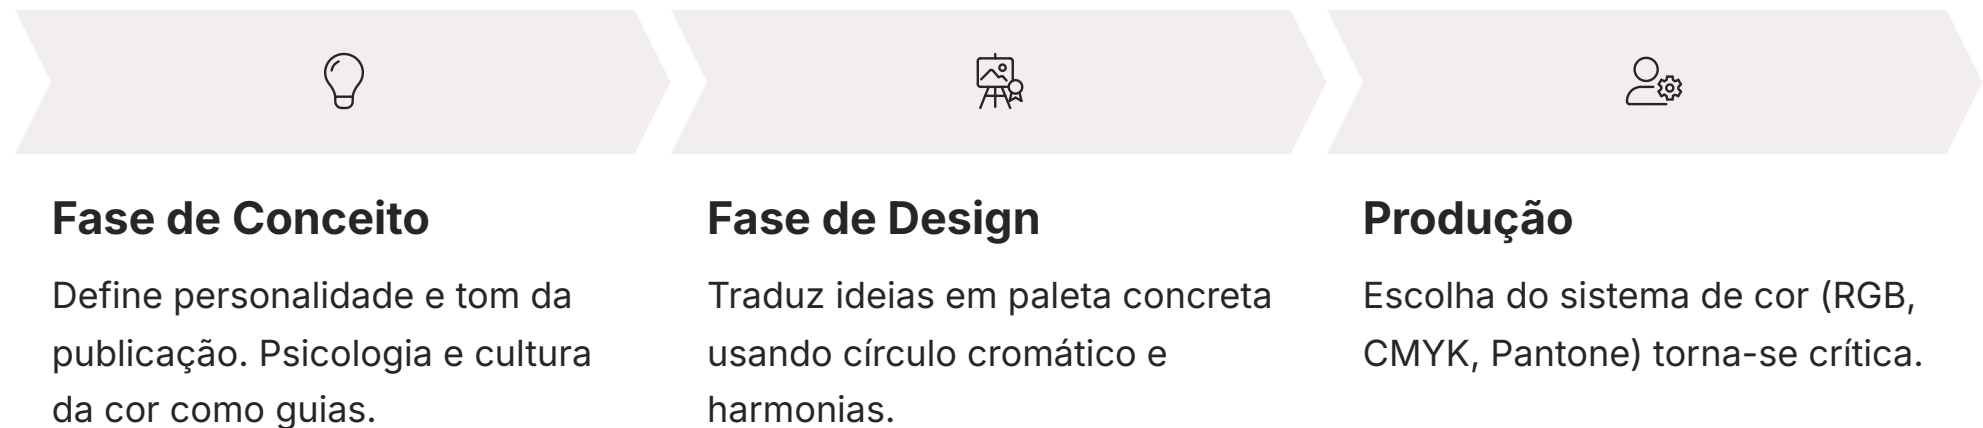 Fase de Conceito
Define personalidade e tom da
publicação. Psicologia e cultura
da cor como guias.
Fase de Design
Traduz ideias em paleta concreta
usando círculo cromático e
harmonias.
Produção
Escolha do sistema de cor (RGB,
CMYK, Pantone) torna-se crítica.